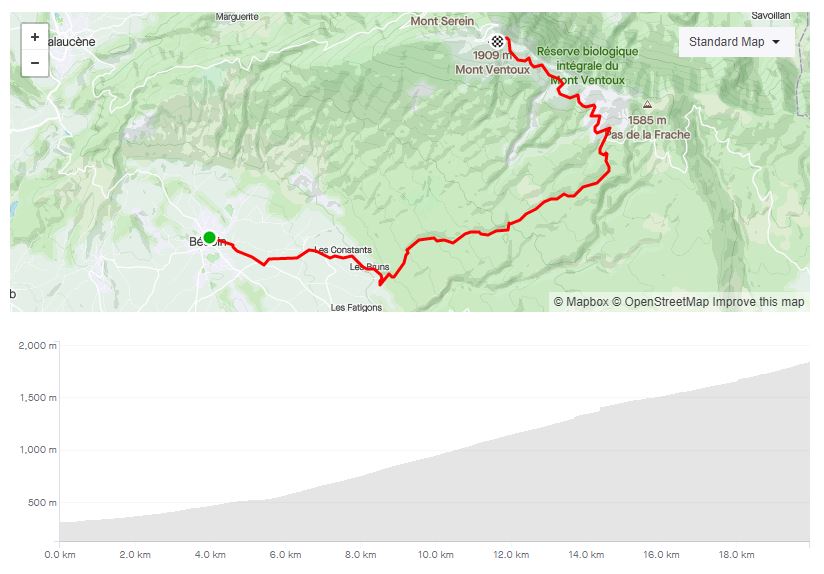 Marguerite
Savoillan
Mont Serein
+
alaucène
Standard Map
Réserve biologique
intégrale du
Mont Ventoux
1909 m
Mont Ventoux
−
1585 m
Pas de la Frache
Bédoin
Les Constants
Les Bruns
b
Les Fatigons
© Mapbox © OpenStreetMap Improve this map
2,000 m
1,500 m
1,000 m
500 m
0.0 km 2.0 km 4.0 km 6.0 km 8.0 km 10.0 km 12.0 km 14.0 km 16.0 km 18.0 km